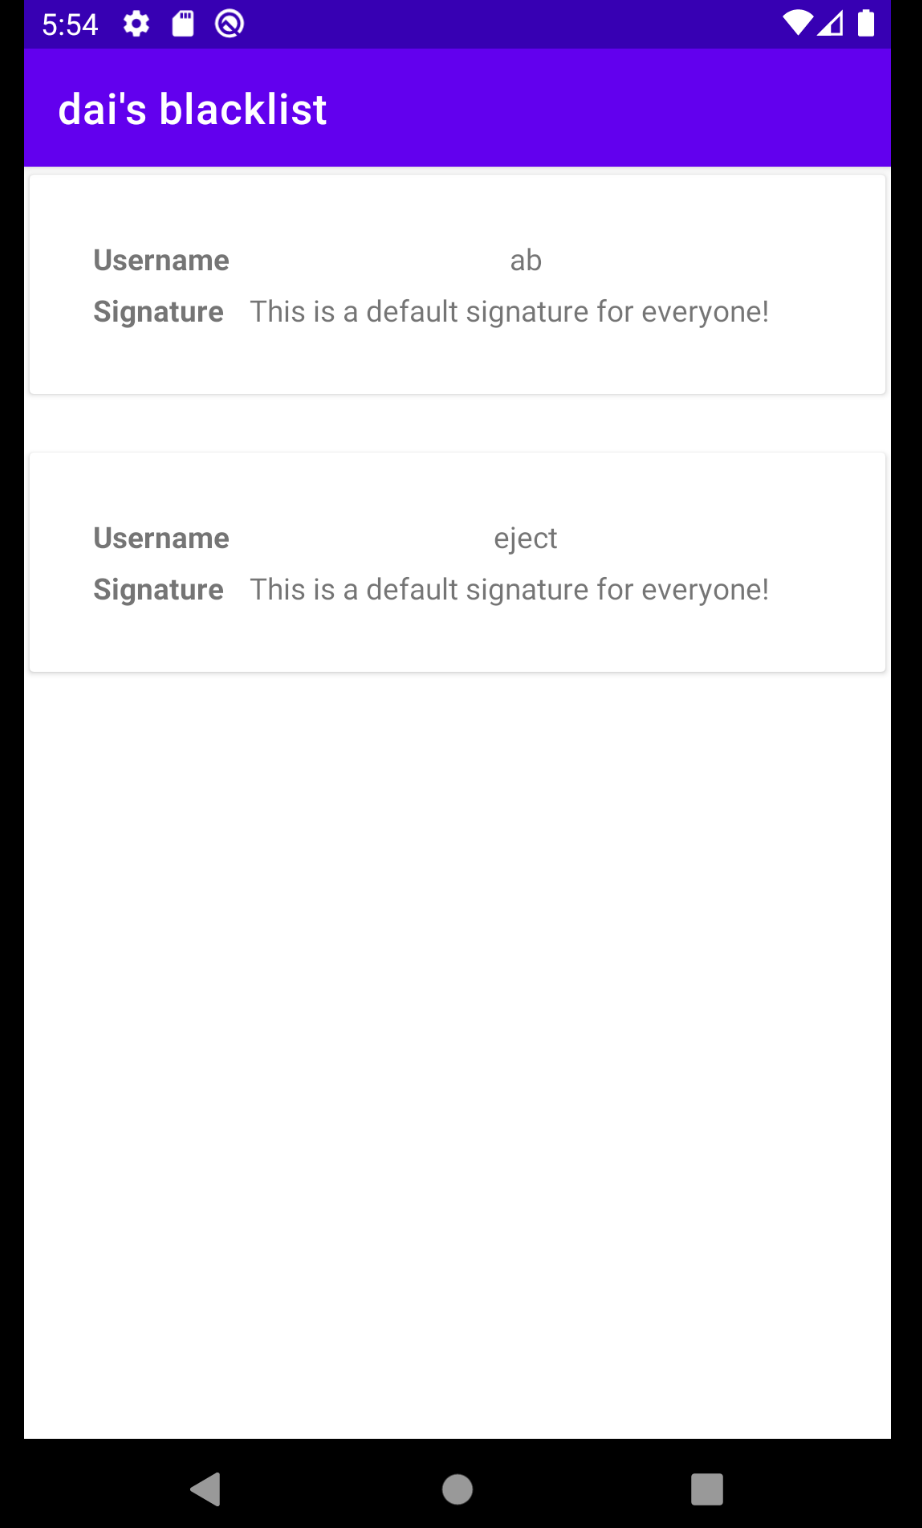 5:54
dai's blacklist
Username ab
Signature This is a default signature for everyone!
Username eject
Signature This is a default signature for everyone!